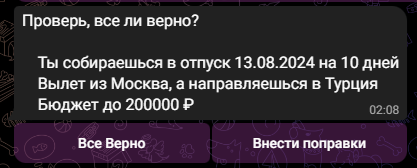 Проверь, все ли верно?
Ты собираешься в отпуск 13.08.2024 на 10 дней
Вылет из Москва, а направляешься в Турция
Бюджет до 200000 ₽
02:08
Все Верно
Внести поправки